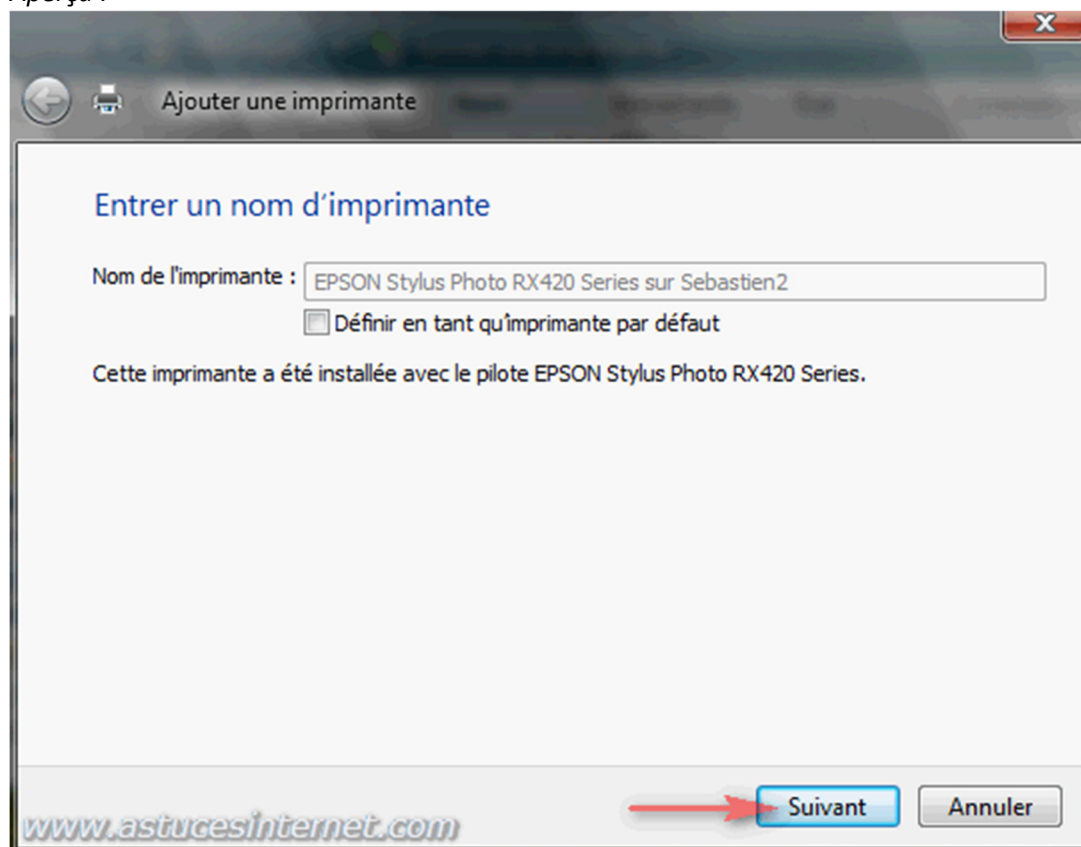 Aperçu :
X
Ajouter une imprimante
Entrer un nom d'imprimante
Nom de l'imprimante : EPSON Stylus Photo RX420 Series sur Sebastien2
Définir en tant qu'imprimante par défaut
Cette imprimante a été installée avec le pilote EPSON Stylus Photo RX420 Series.
Suivant Annuler
www.astucesinternet.com